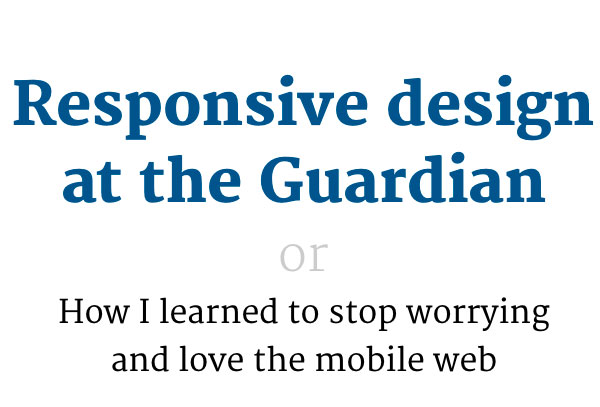 Responsive design
at the Guardian
or
How I learned to stop worrying
and love the mobile web